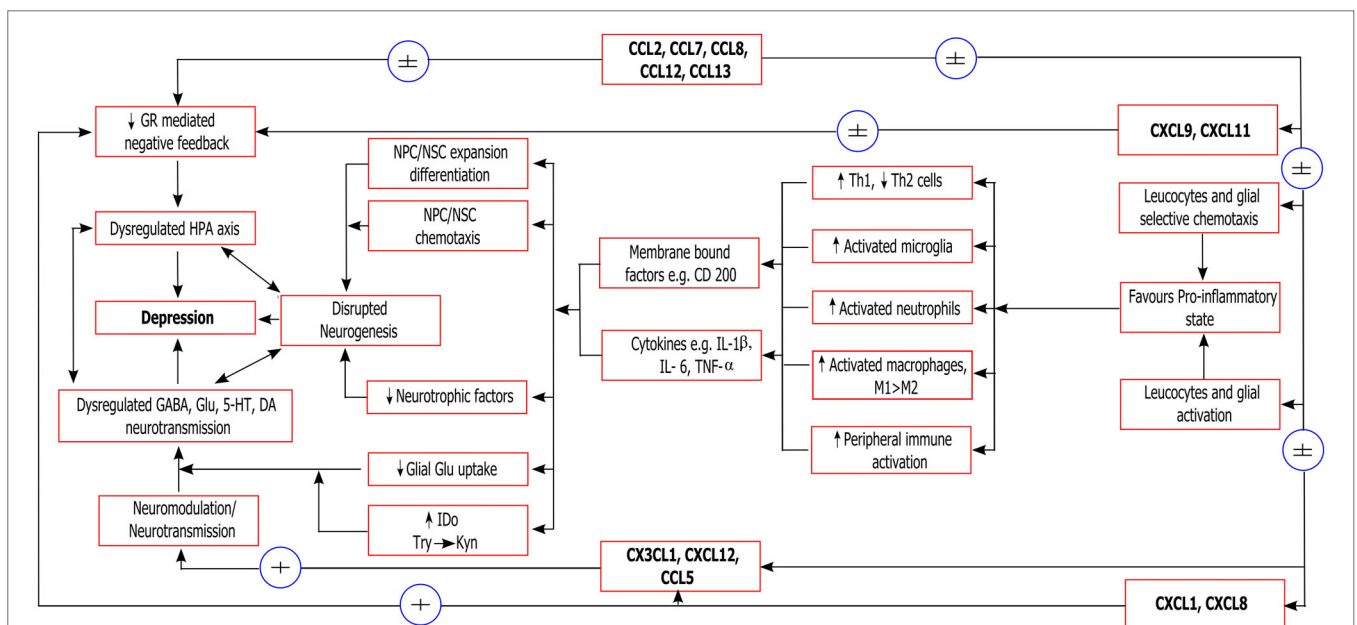 CCL2, CCL7, CCL8,
CCL12, CCL13
±
±
↓ GR mediated
negative feedback
±
CXCL9, CXCL11
±
NPC/NSC expansion
differentiation
↑ Th1, ↓ Th2 cells
Leucocytes and glial
selective chemotaxis
Dysregulated HPA axis
NPC/NSC
chemotaxis
Membrane bound
factors e.g. CD 200
↑ Activated microglia
Depression
Disrupted
Neurogenesis
↑ Activated neutrophils
Favours Pro-inflammatory
state
Cytokines e.g. IL-1β,
IL- 6, TNF-α
↑ Activated macrophages,
M1>M2
↓ Neurotrophic factors
Leucocytes and glial
activation
Dysregulated GABA, Glu, 5-HT, DA
neurotransmission
↑ Peripheral immune
activation
±
↓ Glial Glu uptake
Neuromodulation/
Neurotransmission
↑ IDo
Try → Kyn
+
CX3CL1, CXCL12,
CCL5
+
CXCL1, CXCL8